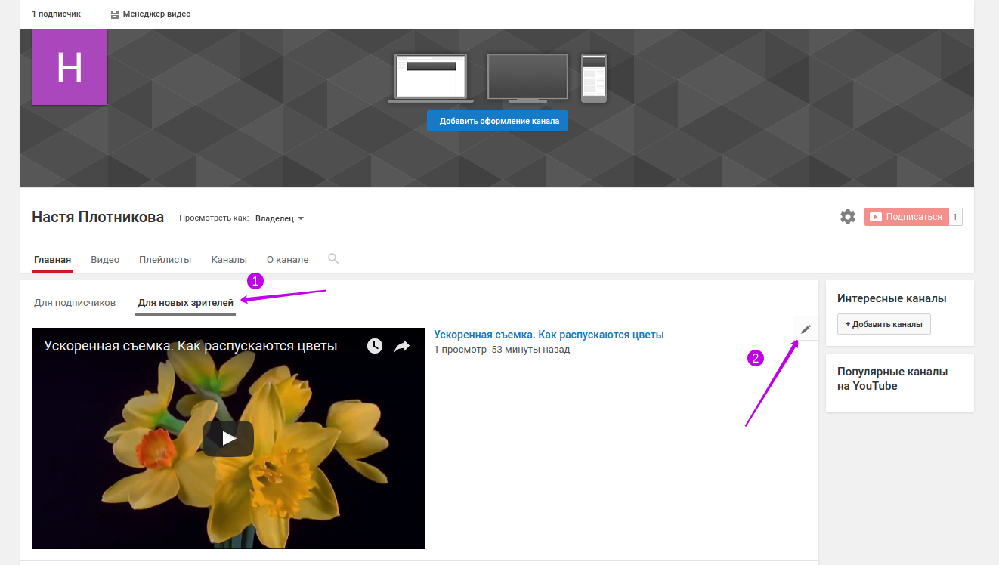 1 подписчик Менеджер видео
Н
Добавить оформление канала
Настя Плотникова Просмотреть как: Владелец Подписаться 1
Главная Видео Плейлисты Каналы О канале
1
Для подписчиков Для новых зрителей
Ускоренная съемка. Как распускаются цветы
Ускоренная съемка. Как распускаются цветы
1 просмотр 53 минуты назад
2
Интересные каналы
+ Добавить каналы
Популярные каналы
на YouTube